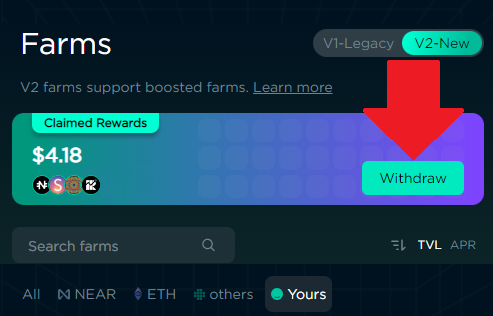 Farms
V1-Legacy V2-New
V2 farms support boosted farms. Learn more
Claimed Rewards
$4.18
Withdraw
Search farms
TVL APR
All NEAR ETH others Yours